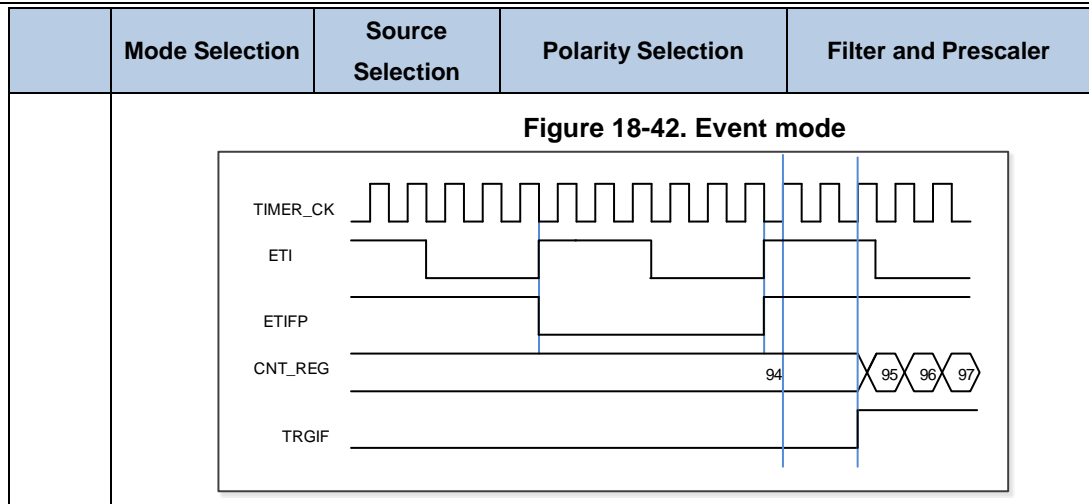 Mode Selection
Source
Selection
Polarity Selection
Filter and Prescaler
Figure 18-42. Event mode
TIMER_CK
ETI
ETIFP
CNT_REG
94
95
96
97
TRGIF